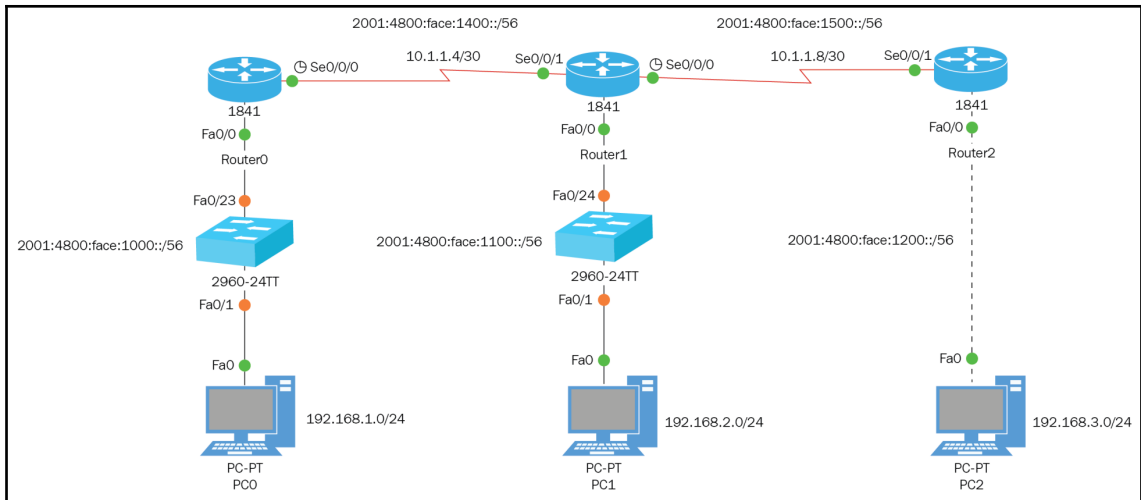 2001:4800:face:1400::/56
2001:4800:face:1500::/56
10.1.1.4/30
10.1.1.8/30
Se0/0/0
Se0/0/1
Se0/0/0
Se0/0/1
1841
1841
1841
Fa0/0
Fa0/0
Fa0/0
Router0
Router1
Router2
Fa0/23
Fa0/24
2001:4800:face:1000::/56
2001:4800:face:1100::/56
2001:4800:face:1200::/56
2960-24TT
2960-24TT
Fa0/1
Fa0/1
Fa0
Fa0
Fa0
192.168.1.0/24
192.168.2.0/24
192.168.3.0/24
PC-PT
PC0
PC-PT
PC1
PC-PT
PC2